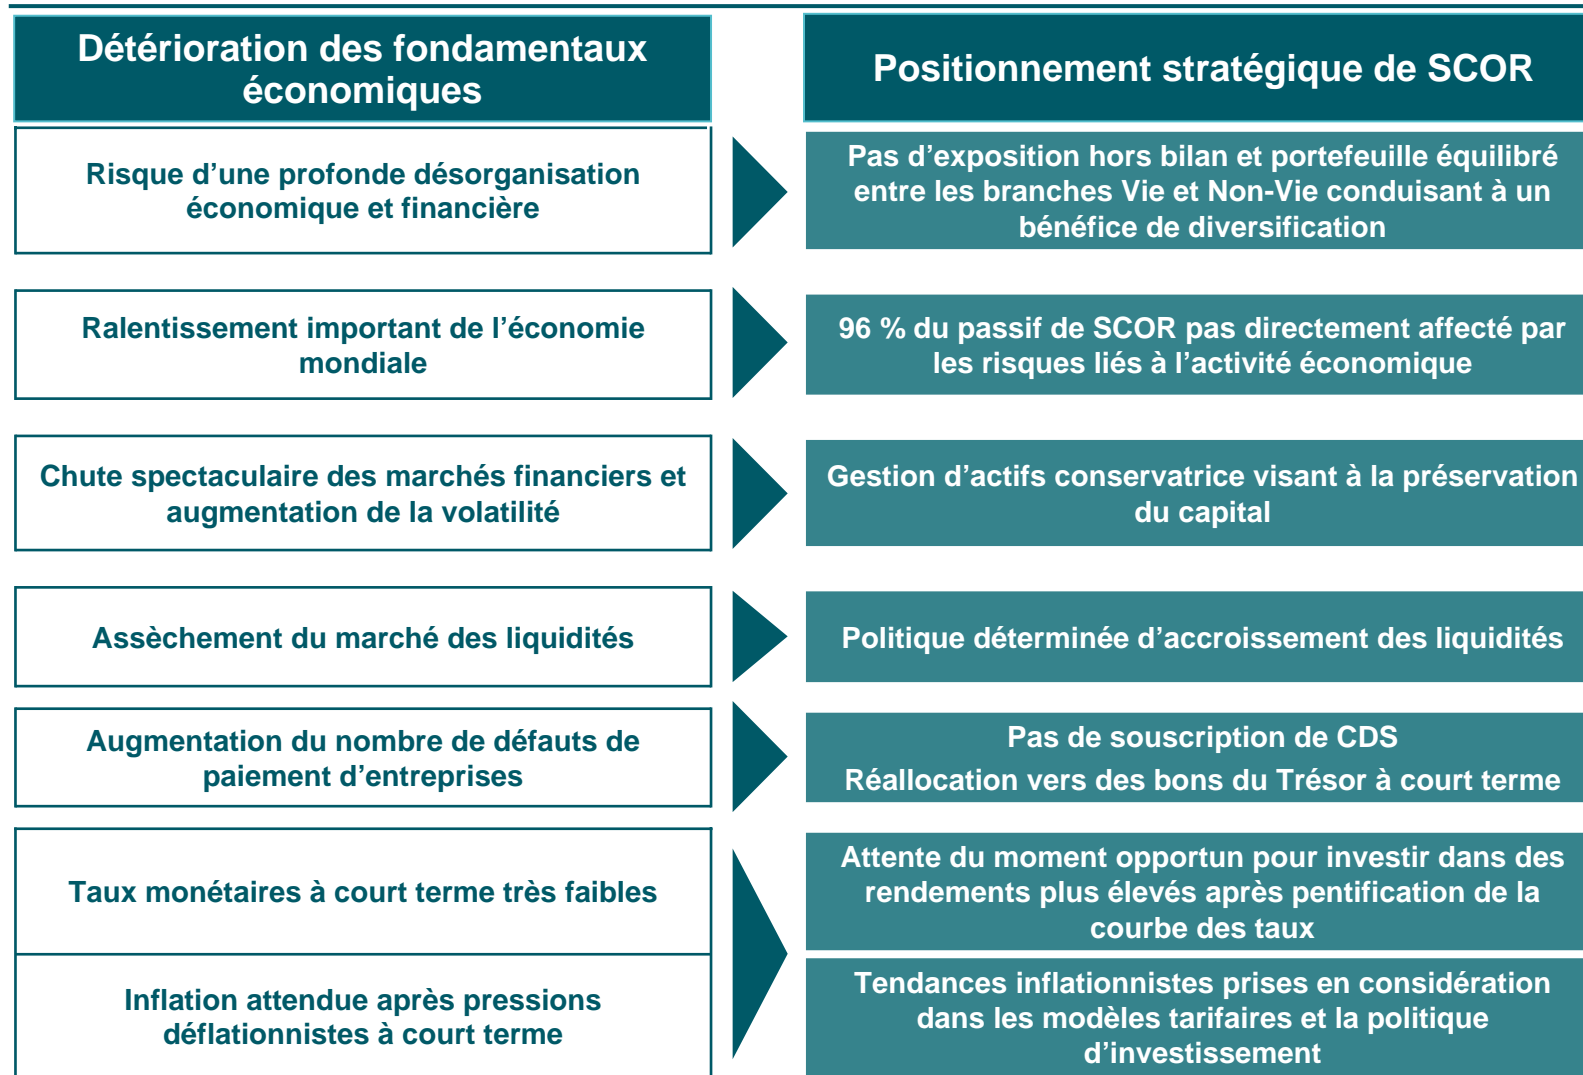 Détérioration des fondamentaux
économiques
Positionnement stratégique de SCOR
Risque d’une profonde désorganisation
économique et financière
Pas d’exposition hors bilan et portefeuille équilibré
entre les branches Vie et Non-Vie conduisant à un
bénéfice de diversification
Ralentissement important de l’économie
mondiale
96 % du passif de SCOR pas directement affecté par
les risques liés à l’activité économique
Chute spectaculaire des marchés financiers et
augmentation de la volatilité
Gestion d’actifs conservatrice visant à la préservation
du capital
Assèchement du marché des liquidités
Politique déterminée d’accroissement des liquidités
Augmentation du nombre de défauts de
paiement d’entreprises
Pas de souscription de CDS
Réallocation vers des bons du Trésor à court terme
Taux monétaires à court terme très faibles
Attente du moment opportun pour investir dans des
rendements plus élevés après pentification de la
courbe des taux
Inflation attendue après pressions
déflationnistes à court terme
Tendances inflationnistes prises en considération
dans les modèles tarifaires et la politique
d’investissement